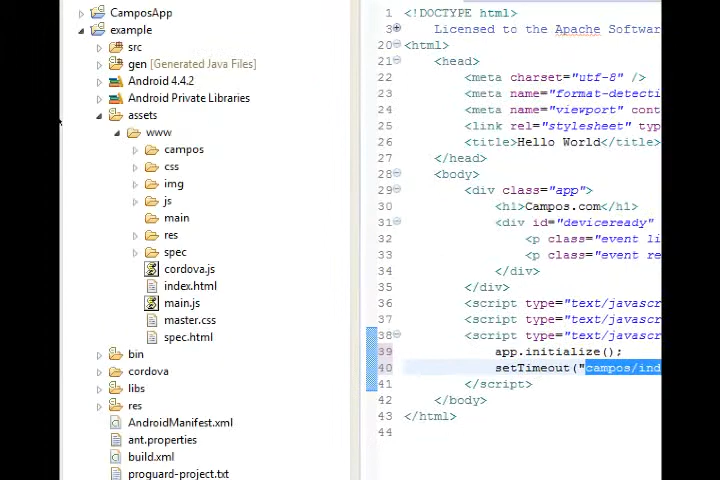 CamposApp
example
src
gen [Generated Java Files]
Android 4.4.2
Android Private Libraries
assets
www
campos
css
img
js
main
res
spec
cordova.js
index.html
main.js
master.css
spec.html
bin
cordova
libs
res
AndroidManifest.xml
ant.properties
build.xml
proguard-project.txt
1 <!DOCTYPE html>
3 Licensed to the Apache Softwar
20 <html>
21 <head>
22 <meta charset="utf-8" />
23 <meta name="format-detecti
24 <meta name="viewport" cont
25 <link rel="stylesheet" typ
26 <title>Hello World</title>
27 </head>
28 <body>
29 <div class="app">
30 <h1>Campos.com</h1>
31 <div id="deviceready"
32 <p class="event li
33 <p class="event re
34 </div>
35 </div>
36 <script type="text/javascr
37 <script type="text/javascr
38 <script type="text/javascr
39 app.initialize();
40 setTimeout("campos/ind
41 </script>
42 </body>
43 </html>
44